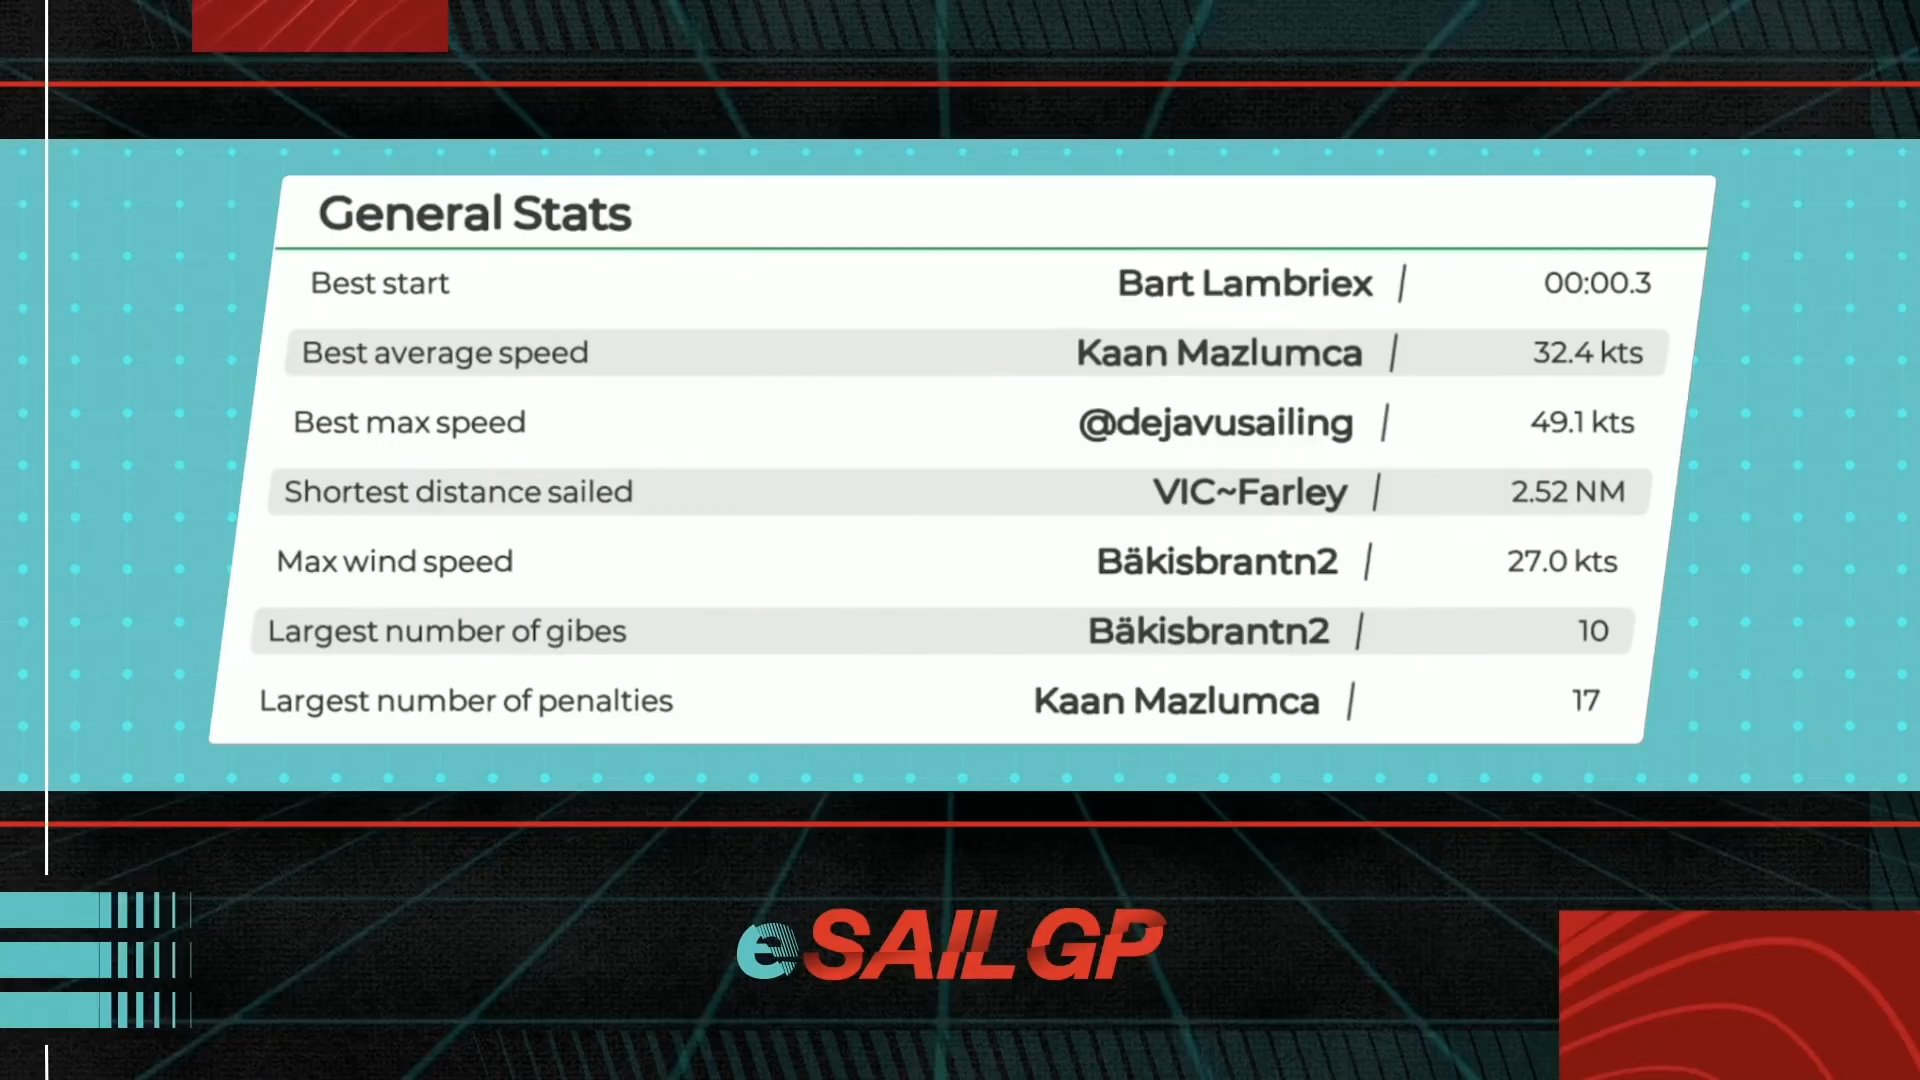 General Stats
Best start Bart Lambriex | 00:00.3
Best average speed Kaan Mazlumca | 32.4 kts
Best max speed @dejavusailing | 49.1 kts
Shortest distance sailed VIC~Farley | 2.52 NM
Max wind speed Bäkisbrantn2 | 27.0 kts
Largest number of gibes Bäkisbrantn2 | 10
Largest number of penalties Kaan Mazlumca | 17
eSAILGP